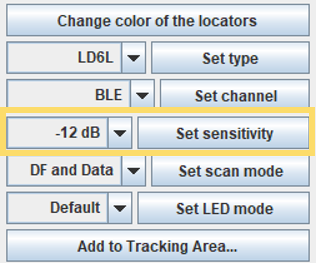 Change color of the locators
LD6L Set type
BLE Set channel
-12 dB Set sensitivity
DF and Data Set scan mode
Default Set LED mode
Add to Tracking Area...